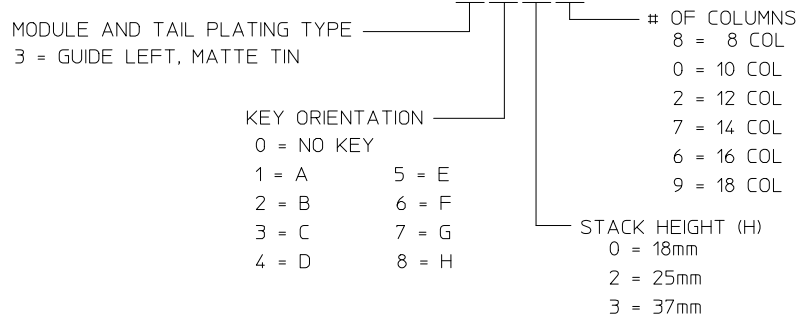 MODULE AND TAIL PLATING TYPE
3 = GUIDE LEFT, MATTE TIN
KEY ORIENTATION
0 = NO KEY
1 = A 5 = E
2 = B 6 = F
3 = C 7 = G
4 = D 8 = H
# OF COLUMNS
8 = 8 COL
0 = 10 COL
2 = 12 COL
7 = 14 COL
6 = 16 COL
9 = 18 COL
STACK HEIGHT (H)
0 = 18mm
2 = 25mm
3 = 37mm